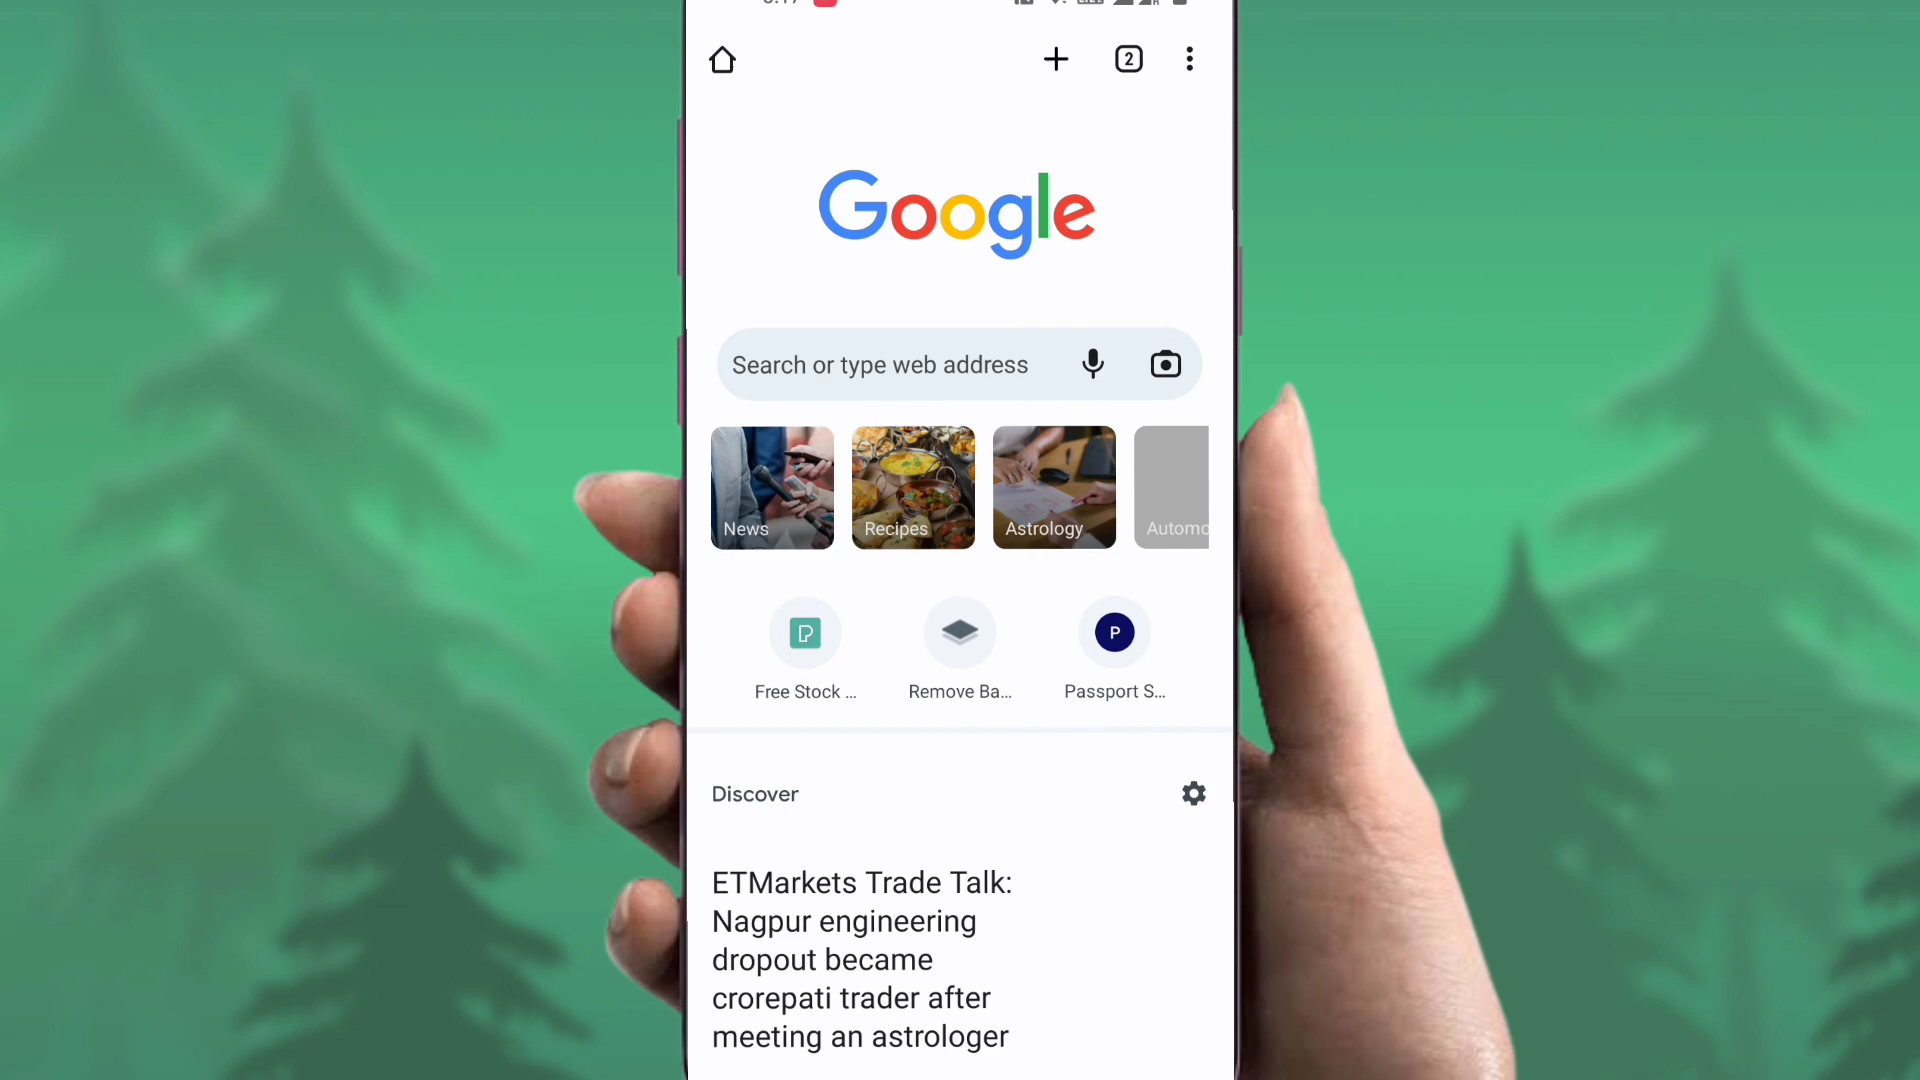 2
Google
Search or type web address
News
Recipes
Astrology
Automo
P
Free Stock ...
Remove Ba...
Passport S...
Discover
ETMarkets Trade Talk:
Nagpur engineering
dropout became
crorepati trader after
meeting an astrologer